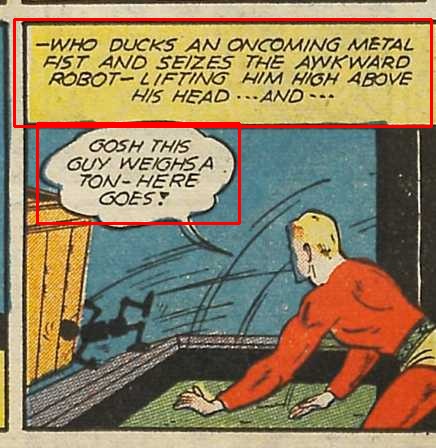 -WHO DUCKS AN ONCOMING METAL
FIST AND SEIZES THE AWKWARD
ROBOT- LIFTING HIM HIGH ABOVE
HIS HEAD ---AND---
GOSH THIS
GUY WEIGHS A
TON- HERE
GOES!